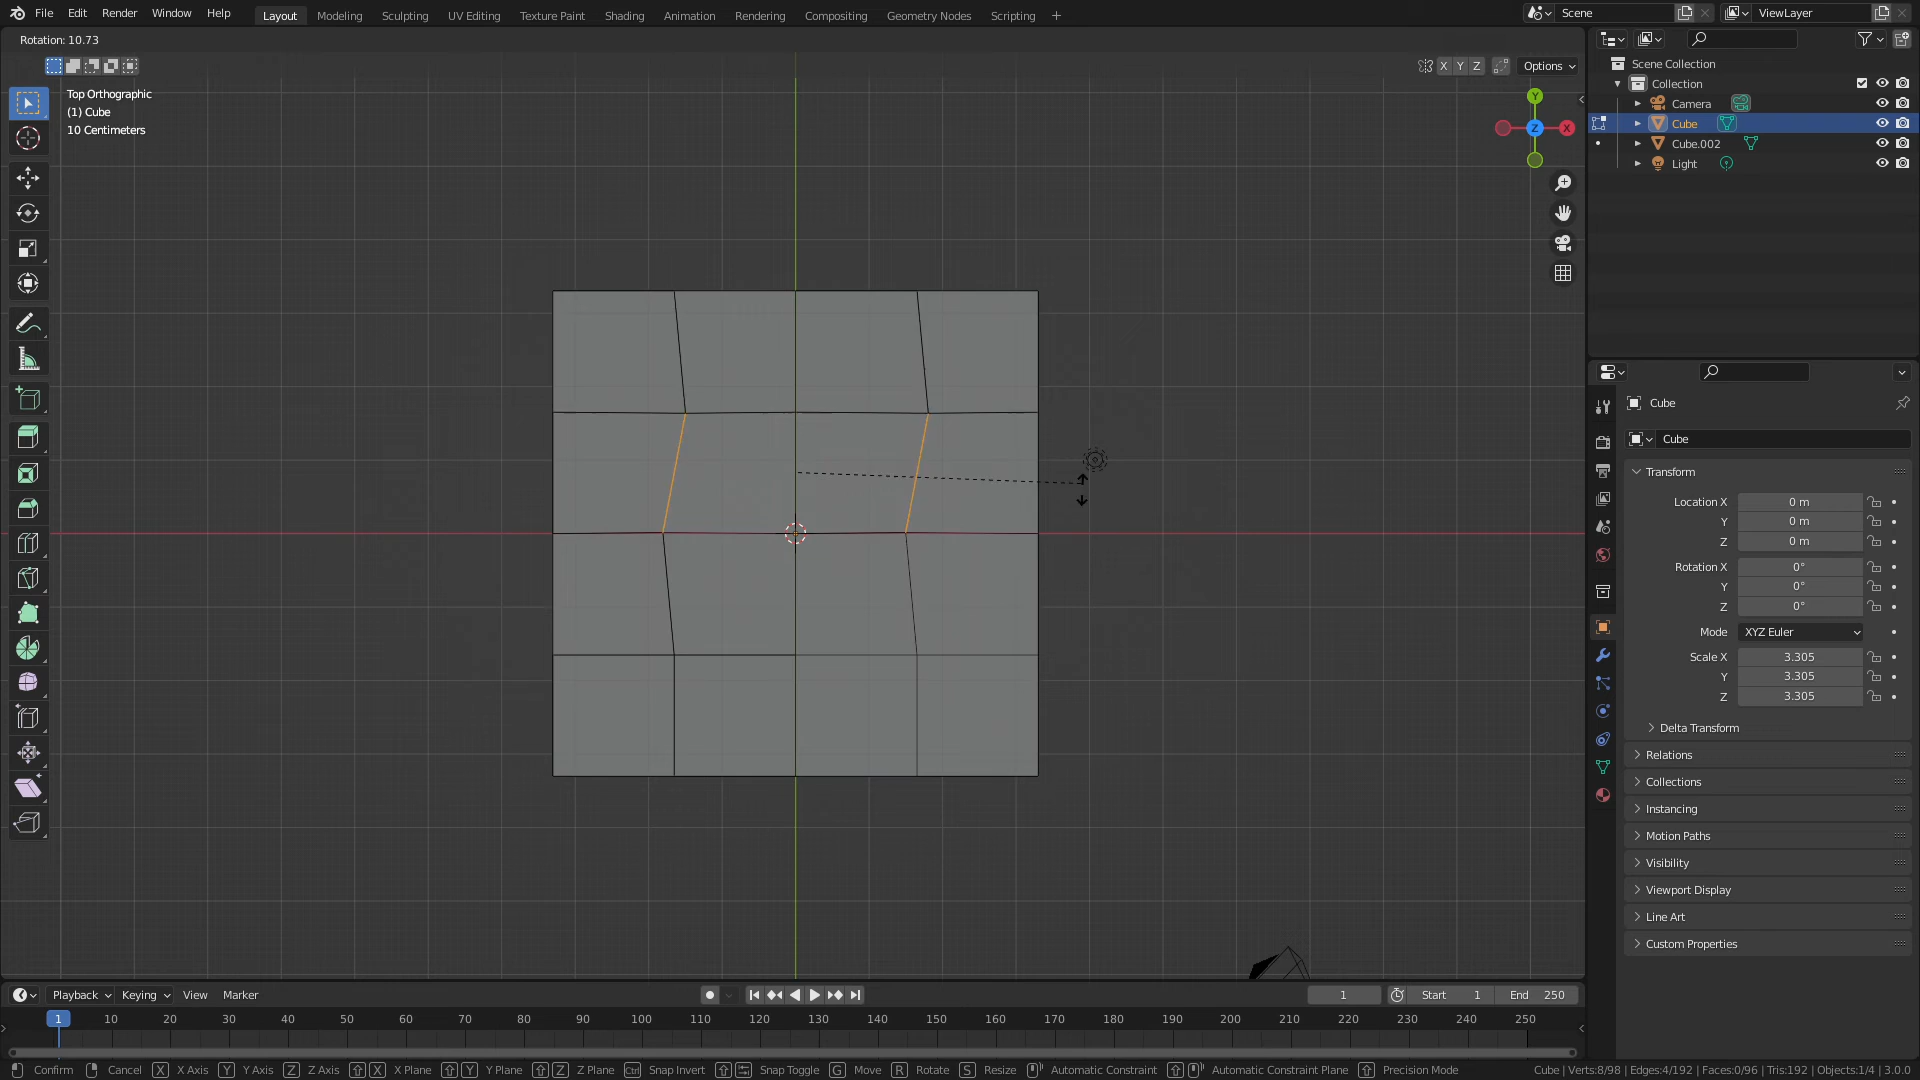 File Edit Render Window Help Layout Modeling Sculpting UV Editing Texture Paint Shading Animation Rendering Compositing Geometry Nodes Scripting + Scene ViewLayer
Rotation: 10.73
X Y Z Options
Top Orthographic
(1) Cube
10 Centimeters
Y
Z X
Scene Collection
Collection
Camera
Cube
Cube.002
Light
Cube
Cube
Transform
Location X 0 m
Y 0 m
Z 0 m
Rotation X 0°
Y 0°
Z 0°
Mode XYZ Euler
Scale X 3.305
Y 3.305
Z 3.305
Delta Transform
Relations
Collections
Instancing
Motion Paths
Visibility
Viewport Display
Line Art
Custom Properties
Playback Keying View Marker 1 Start 1 End 250
1 10 20 30 40 50 60 70 80 90 100 110 120 130 140 150 160 170 180 190 200 210 220 230 240 250
Confirm Cancel X X Axis Y Y Axis Z Z Axis X X Plane Y Y Plane Z Z Plane Ctrl Snap Invert Snap Toggle G Move R Rotate S Resize Automatic Constraint Automatic Constraint Plane Precision Mode Cube | Verts:8/98 | Edges:4/192 | Faces:0/96 | Tris:192 | Objects:1/4 | 3.0.0